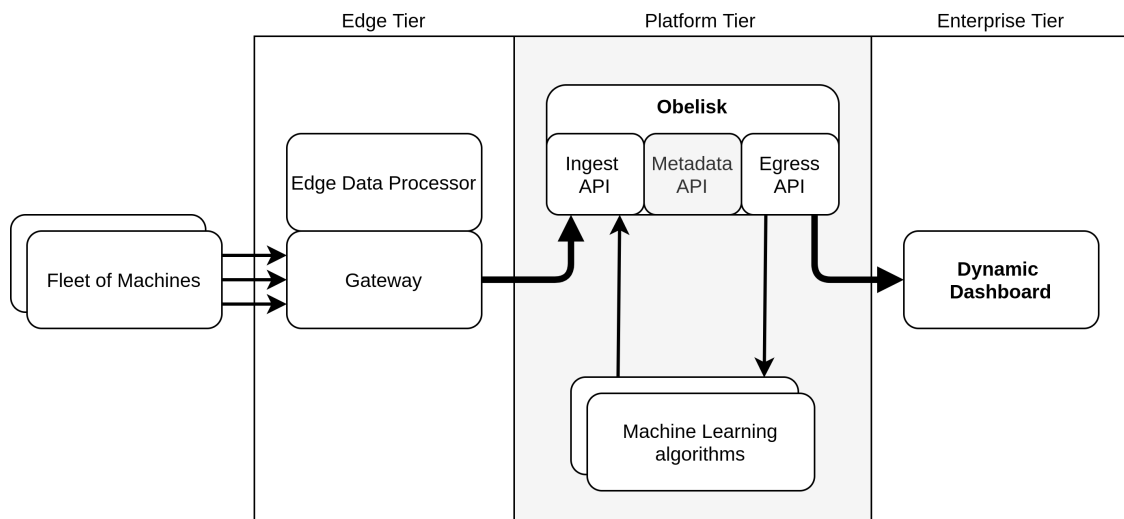 Edge Tier
Platform Tier
Enterprise Tier
Obelisk
Ingest
API
Metadata
API
Egress
API
Edge Data Processor
Fleet of Machines
Gateway
Dynamic
Dashboard
Machine Learning
algorithms